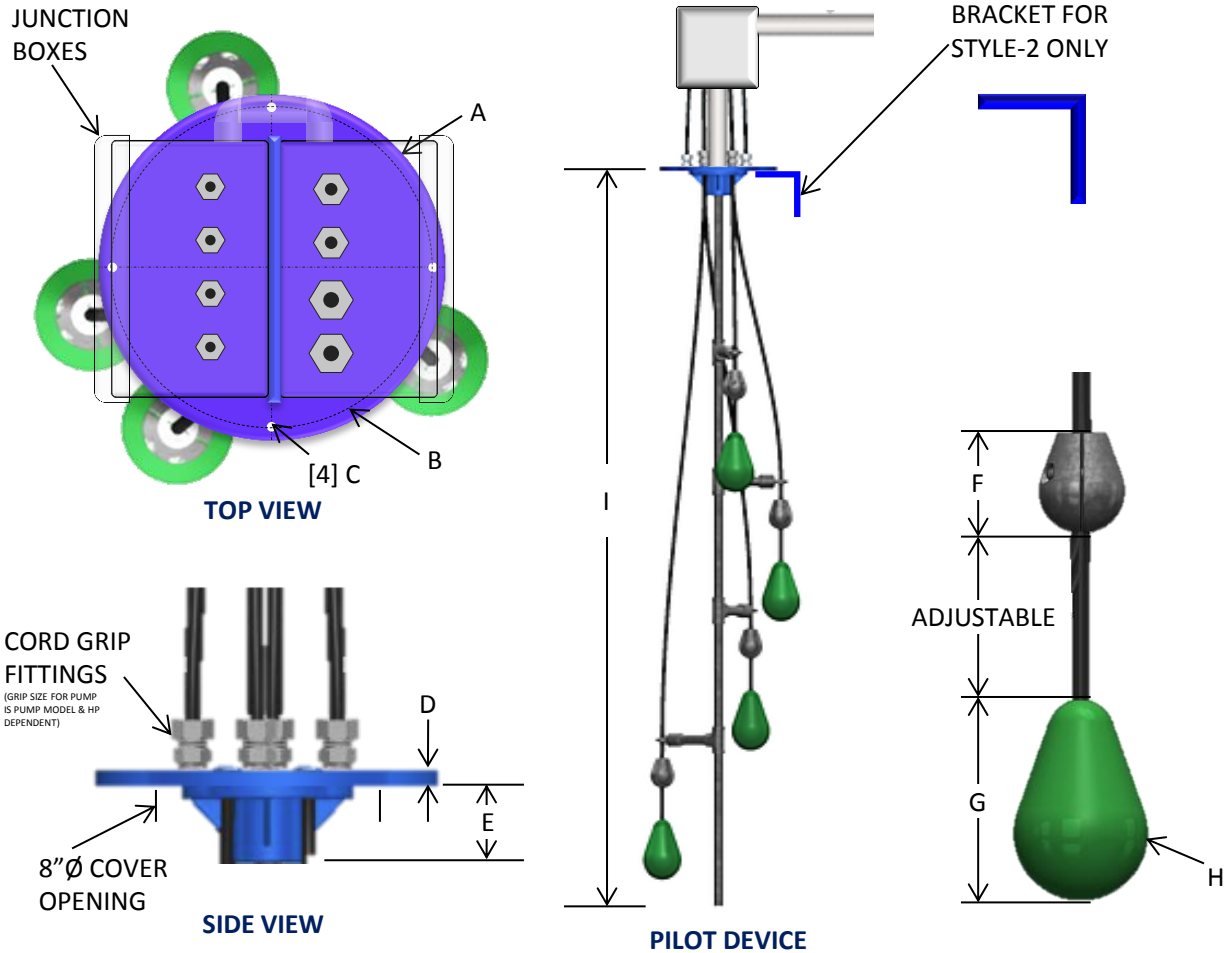 JUNCTION
BOXES
A
B
[4] C
TOP VIEW
CORD GRIP
FITTINGS
(GRIP SIZE FOR PUMP
IS PUMP MODEL & HP
DEPENDENT)
D
E
8”Ø COVER
OPENING
SIDE VIEW
BRACKET FOR
STYLE-2 ONLY
I
PILOT DEVICE
F
ADJUSTABLE
G
H